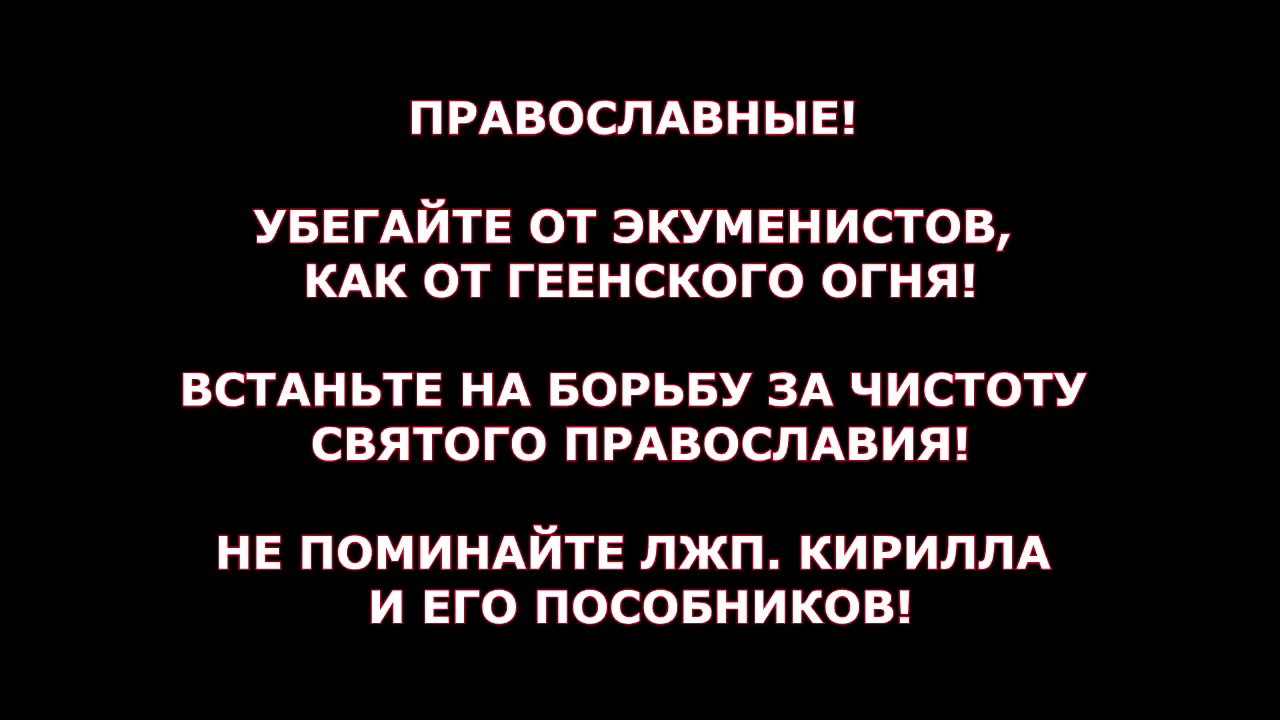 ПРАВОСЛАВНЫЕ!
УБЕГАЙТЕ ОТ ЭКУМЕНИСТОВ,
КАК ОТ ГЕЕНСКОГО ОГНЯ!
ВСТАНЬТЕ НА БОРЬБУ ЗА ЧИСТОТУ
СВЯТОГО ПРАВОСЛАВИЯ!
НЕ ПОМИНАЙТЕ ЛЖП. КИРИЛЛА
И ЕГО ПОСОБНИКОВ!